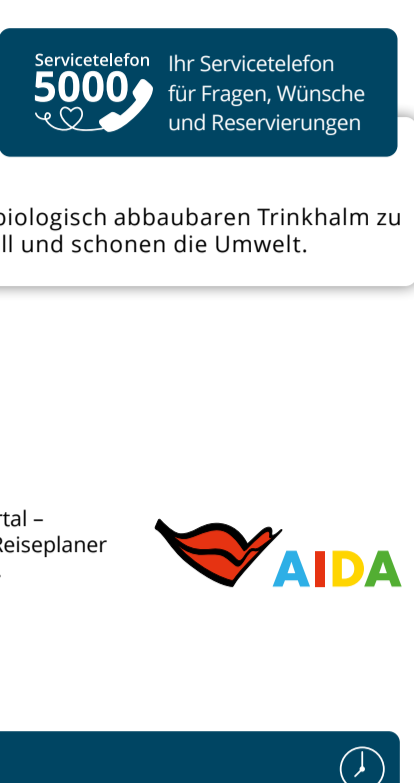 Servicetelefon
5000
Ihr Servicetelefon
für Fragen, Wünsche
und Reservierungen
biologisch abbaubaren Trinkhalm zu
ll und schonen die Umwelt.
rtal –
Reiseplaner
AIDA